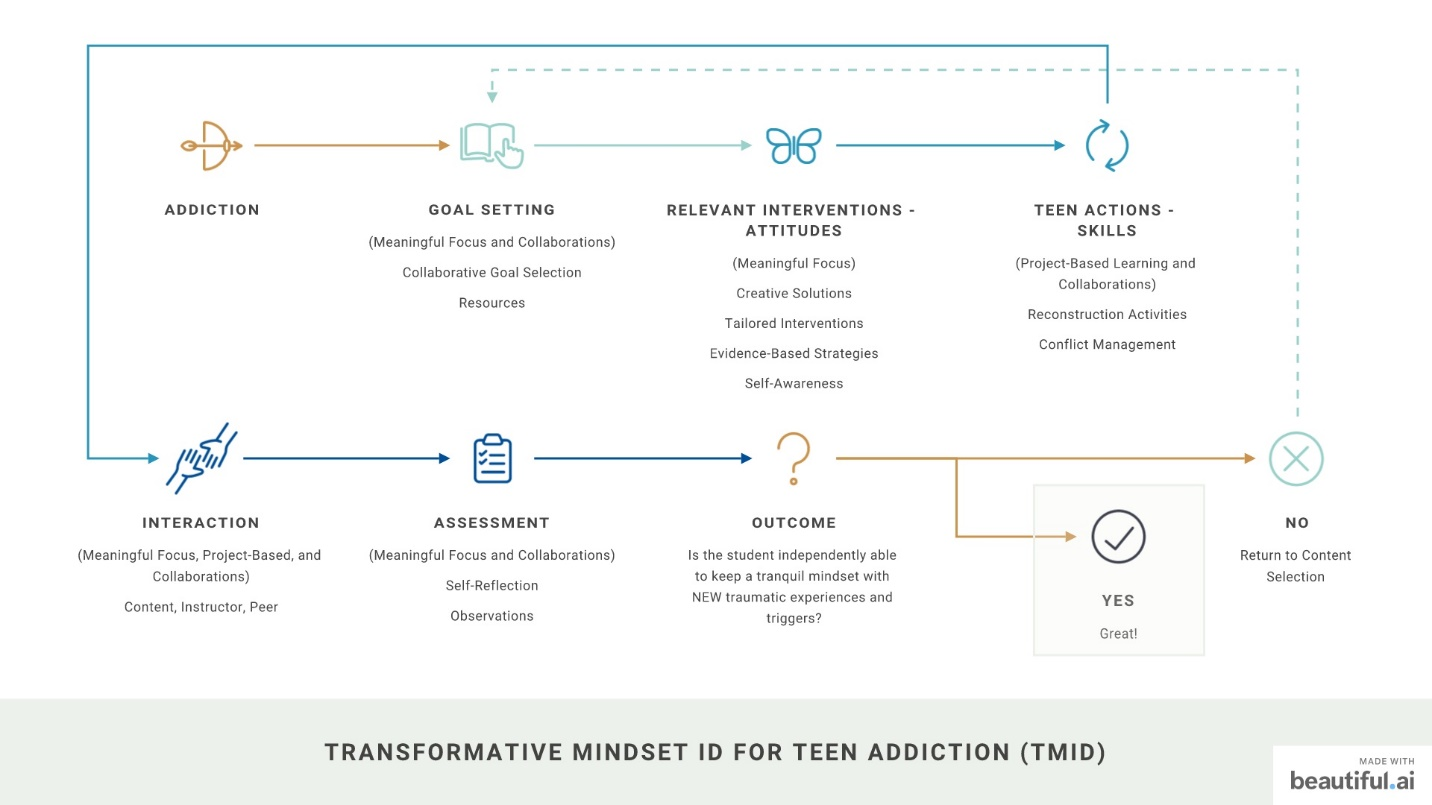 ADDICTION
GOAL SETTING
(Meaningful Focus and Collaborations)
Collaborative Goal Selection
Resources
RELEVANT INTERVENTIONS -
ATTITUDES
(Meaningful Focus)
Creative Solutions
Tailored Interventions
Evidence-Based Strategies
Self-Awareness
TEEN ACTIONS -
SKILLS
(Project-Based Learning and
Collaborations)
Reconstruction Activities
Conflict Management
INTERACTION
(Meaningful Focus, Project-Based, and
Collaborations)
Content, Instructor, Peer
ASSESSMENT
(Meaningful Focus and Collaborations)
Self-Reflection
Observations
OUTCOME
Is the student independently able
to keep a tranquil mindset with
NEW traumatic experiences and
triggers?
YES
Great!
NO
Return to Content
Selection
TRANSFORMATIVE MINDSET ID FOR TEEN ADDICTION (TMID)
MADE WITH
beautiful.ai